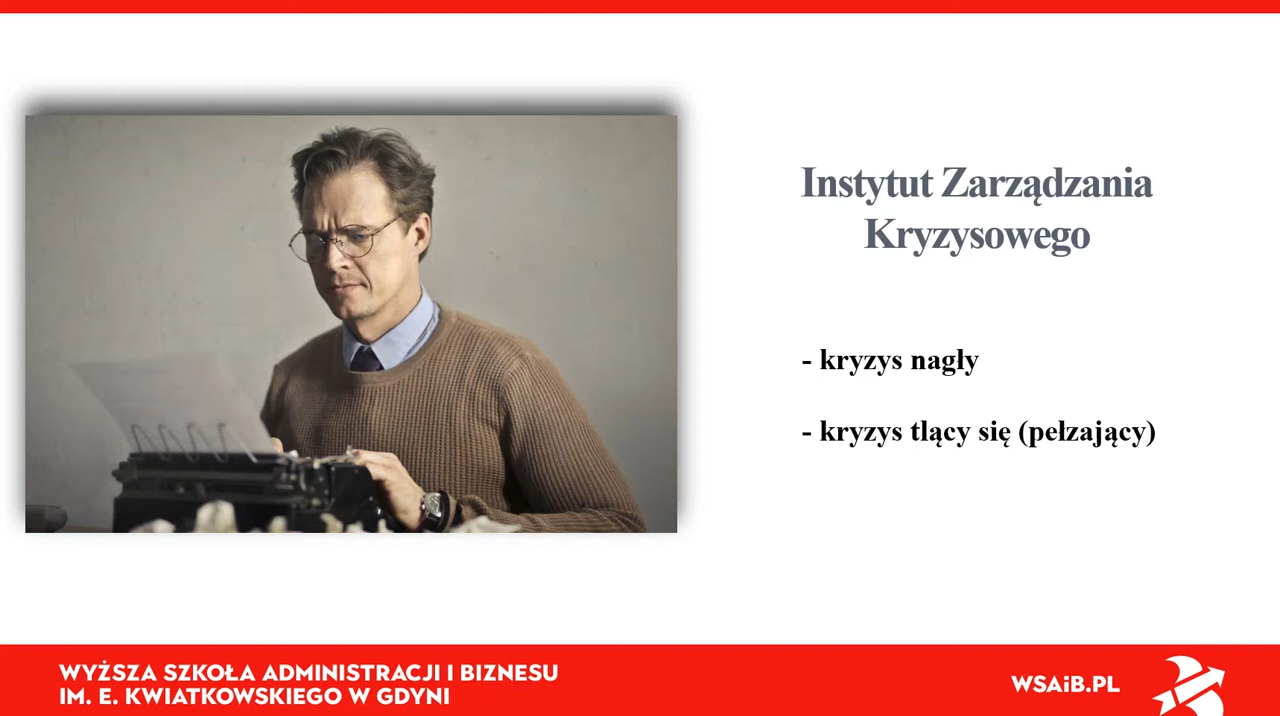 Instytut Zarządzania
Kryzysowego
- kryzys nagły
- kryzys tlący się (pełzający)
WYŻSZA SZKOŁA ADMINISTRACJI I BIZNESU
IM. E. KWIATKOWSKIEGO W GDYNI
WSAiB.PL